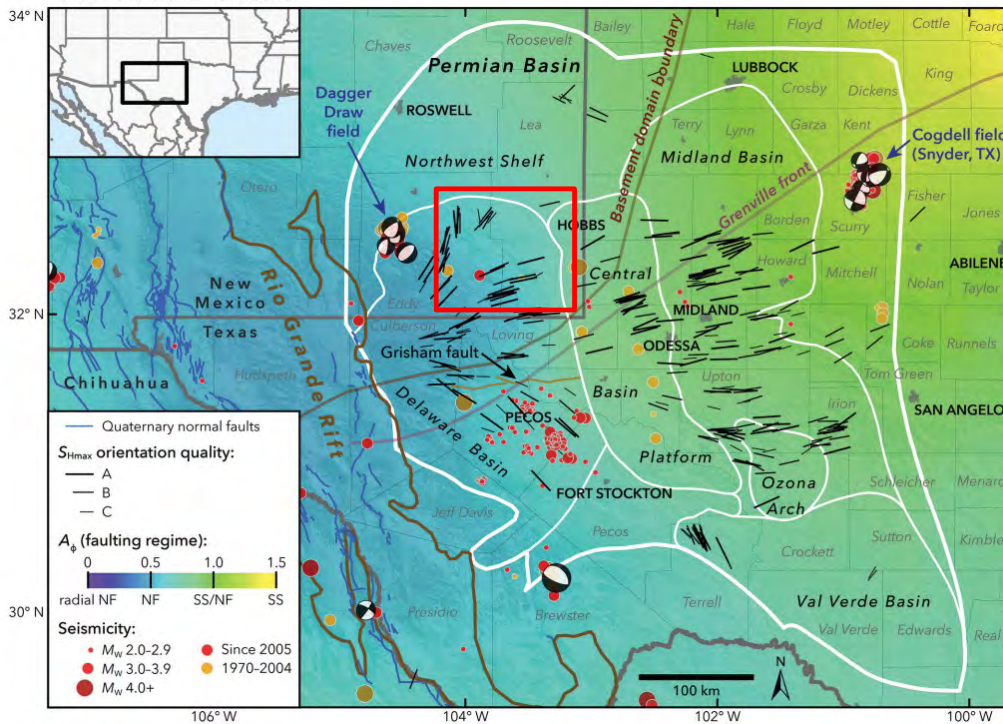 34° N
32° N
30° N
106°W
104°W
102°W
100°W
Bailey
Hale
Floyd
Motley
Cottle
Foard
Chaves
Roosevelt
Permian Basin
LUBBOCK
King
Crosby
Dickens
Dagger
Draw
field
ROSWELL
Lea
Terry
Lynn
Garza
Kent
Basement domain boundary
Cogdell field
(Snyder, TX)
Northwest Shelf
Midland Basin
Grenville front
Otero
Fisher
Jones
Borden
Scurry
HOBBS
Howard
Mitchell
ABILENE
Nolan
Taylor
New
Mexico
Texas
Rio Grande Rift
Eddy
Culberson
Loving
Central
Basin
Platform
MIDLAND
ODESSA
Coke
Runnels
Grisham fault
Tom Green
Chihuahua
Hudspeth
Upton
Irion
SAN ANGELO
PECOS
Delaware Basin
Quaternary normal faults
SHmax orientation quality:
A
B
C
FORT STOCKTON
Ozona
Arch
Schleicher
Menard
Jeff Davis
Pecos
Sutton
Crockett
Kimble
Aϕ (faulting regime):
0 0.5 1.0 1.5
radial NF NF SS/NF SS
Terrell
Val Verde Basin
Presidio
Brewster
Val Verde
Edwards
Real
Seismicity:
Mw 2.0-2.9
Mw 3.0-3.9
Mw 4.0+
Since 2005
1970-2004
N
100 km